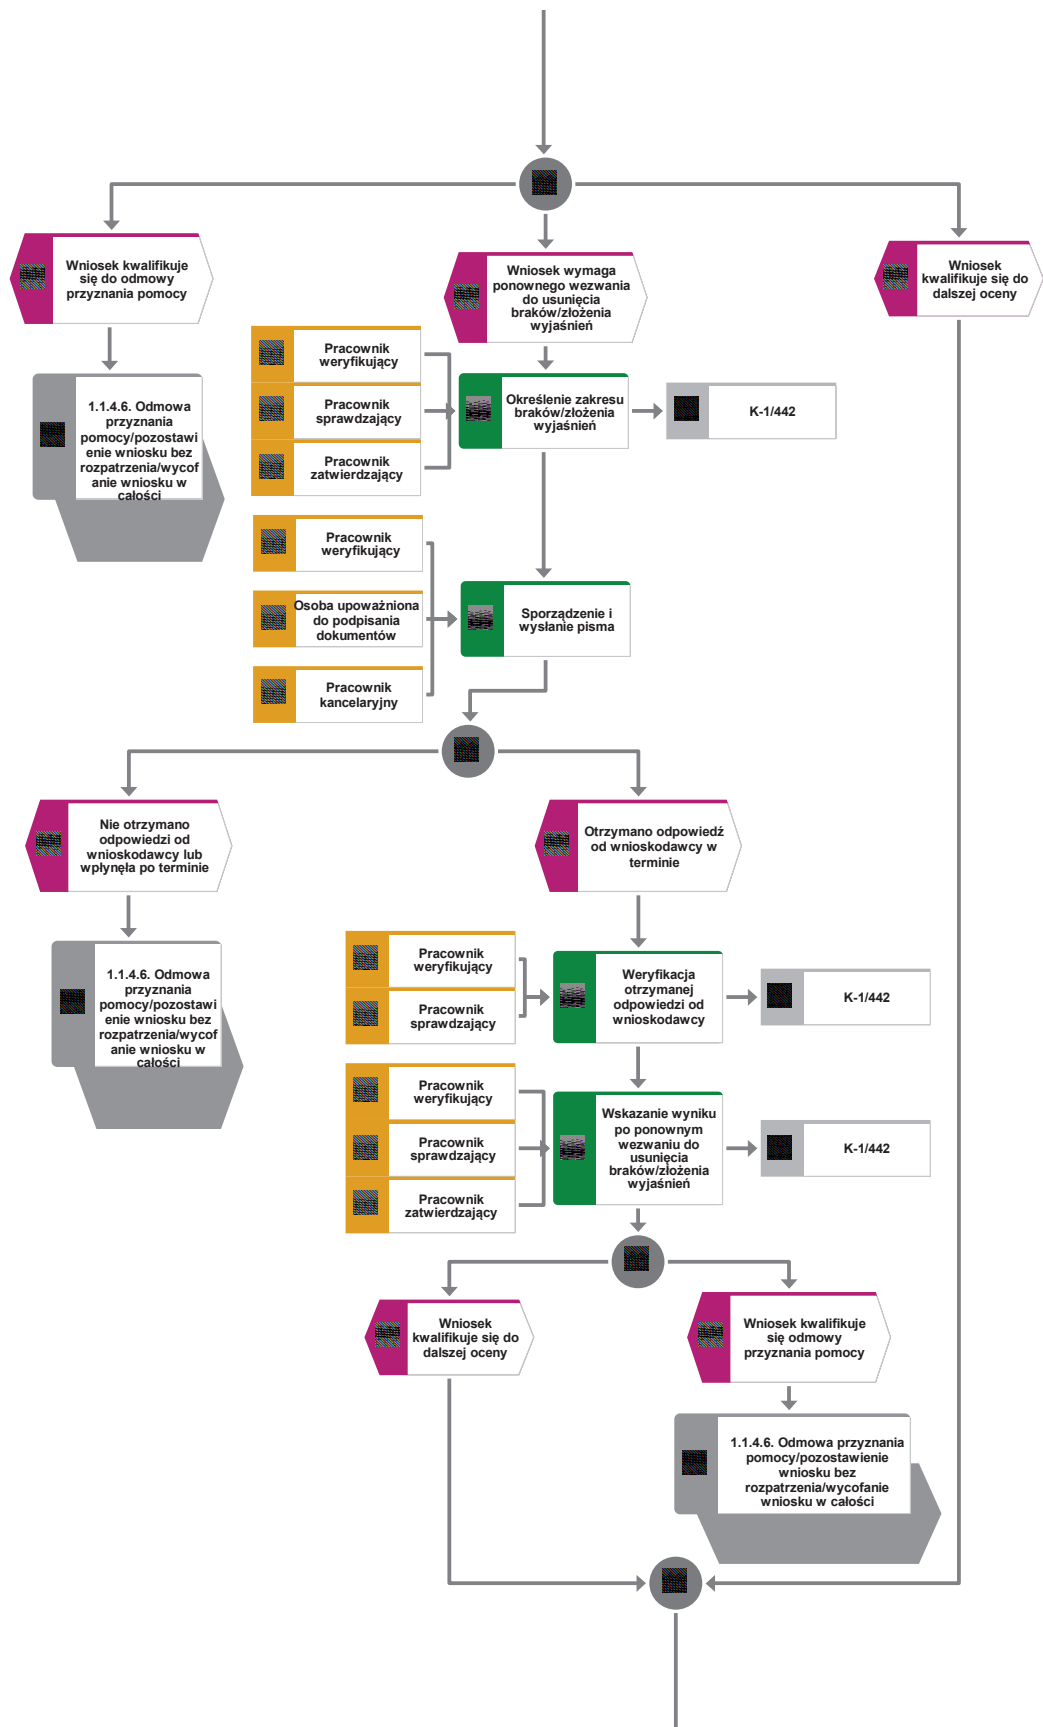 Wniosek kwalifikuje
się do odmowy
przyznania pomocy
Wniosek wymaga
ponownego wezwania
do usunięcia
braków/złożenia
wyjaśnień
Wniosek
kwalifikuje się do
dalszej oceny
1.1.4.6. Odmowa
przyznania
pomocy/pozostawi
enie wniosku bez
rozpatrzenia/wycof
anie wniosku w
całości
Pracownik
weryfikujący
Pracownik
sprawdzający
Pracownik
zatwierdzający
Określenie zakresu
braków/złożenia
wyjaśnień
K-1/442
Pracownik
weryfikujący
Osoba upoważniona
do podpisania
dokumentów
Pracownik
kancelaryjny
Sporządzenie i
wysłanie pisma
Nie otrzymano
odpowiedzi od
wnioskodawcy lub
wpłynęła po terminie
Otrzymano odpowiedź
od wnioskodawcy w
terminie
1.1.4.6. Odmowa
przyznania
pomocy/pozostawi
enie wniosku bez
rozpatrzenia/wycof
anie wniosku w
całości
Pracownik
weryfikujący
Pracownik
sprawdzający
Weryfikacja
otrzymanej
odpowiedzi od
wnioskodawcy
K-1/442
Pracownik
weryfikujący
Pracownik
sprawdzający
Pracownik
zatwierdzający
Wskazanie wyniku
po ponownym
wezwaniu do
usunięcia
braków/złożenia
wyjaśnień
K-1/442
Wniosek
kwalifikuje się do
dalszej oceny
Wniosek kwalifikuje
się odmowy
przyznania pomocy
1.1.4.6. Odmowa przyznania
pomocy/pozostawienie
wniosku bez
rozpatrzenia/wycofanie
wniosku w całości